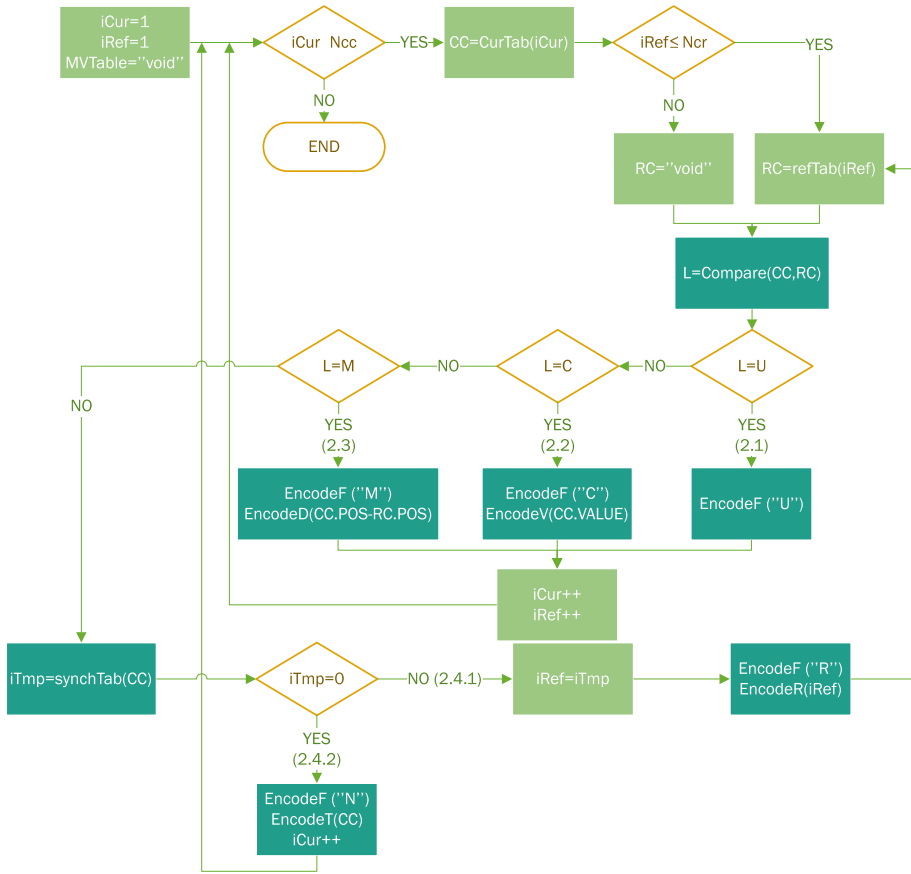 iCur=1
iRef=1
MVTable=''void''
iCur  Ncc
YES
CC=CurTab(iCur)
iRef≤ Ncr
YES
NO
NO
END
RC=''void''
RC=refTab(iRef)
L=Compare(CC,RC)
L=M
NO
L=C
NO
L=U
NO
YES
(2.3)
YES
(2.2)
YES
(2.1)
EncodeF (''M'')
EncodeD(CC.POS-RC.POS)
EncodeF (''C'')
EncodeV(CC.VALUE)
EncodeF (''U'')
iCur++
iRef++
iTmp=synchTab(CC)
iTmp=0
NO (2.4.1)
iRef=iTmp
EncodeF (''R'')
EncodeR(iRef)
YES
(2.4.2)
EncodeF (''N'')
EncodeT(CC)
iCur++